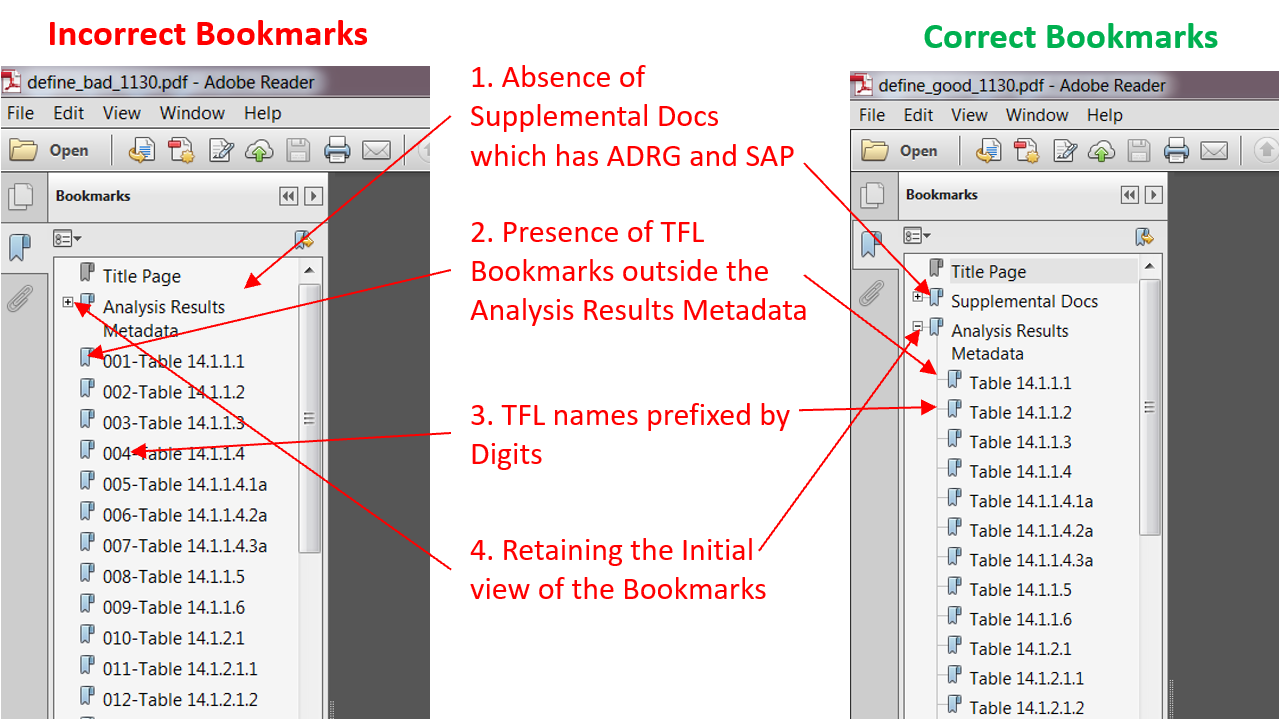 Incorrect Bookmarks
define_bad_1130.pdf - Adobe Reader
File Edit View Window Help
Open
Bookmarks
Title Page
Analysis Results
Metadata
001-Table 14.1.1.1
002-Table 14.1.1.2
003-Table 14.1.1.3
004-Table 14.1.1.4
005-Table 14.1.1.4.1a
006-Table 14.1.1.4.2a
007-Table 14.1.1.4.3a
008-Table 14.1.1.5
009-Table 14.1.1.6
010-Table 14.1.2.1
011-Table 14.1.2.1.1
012-Table 14.1.2.1.2
1. Absence of
Supplemental Docs
which has ADRG and SAP
2. Presence of TFL
Bookmarks outside the
Analysis Results Metadata
3. TFL names prefixed by
Digits
4. Retaining the Initial
view of the Bookmarks
Correct Bookmarks
define_good_1130.pdf - Adobe Reader
File Edit View Window Help
Open
Bookmarks
Title Page
Supplemental Docs
Analysis Results
Metadata
Table 14.1.1.1
Table 14.1.1.2
Table 14.1.1.3
Table 14.1.1.4
Table 14.1.1.4.1a
Table 14.1.1.4.2a
Table 14.1.1.4.3a
Table 14.1.1.5
Table 14.1.1.6
Table 14.1.2.1
Table 14.1.2.1.1
Table 14.1.2.1.2